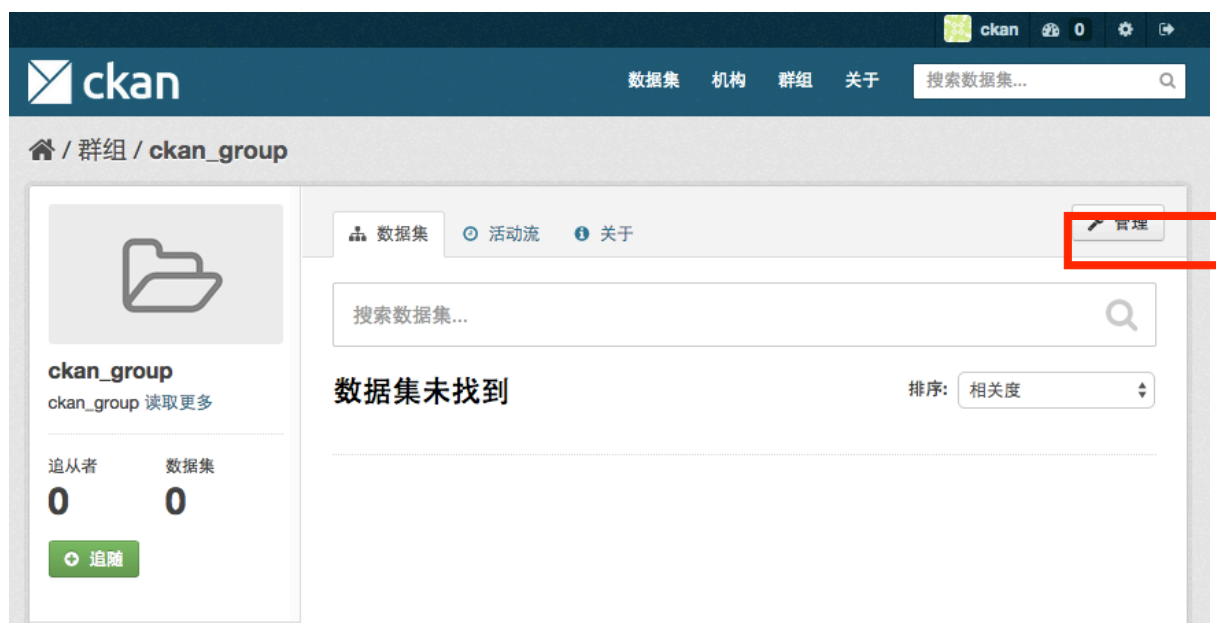 ckan 0
ckan 数据集 机构 群组 关于 搜索数据集...
/ 群组 / ckan_group
数据集 活动流 关于 管理
搜索数据集...
ckan_group
ckan_group 读取更多
数据集未找到 排序: 相关度
追从者 数据集
0 0
追随